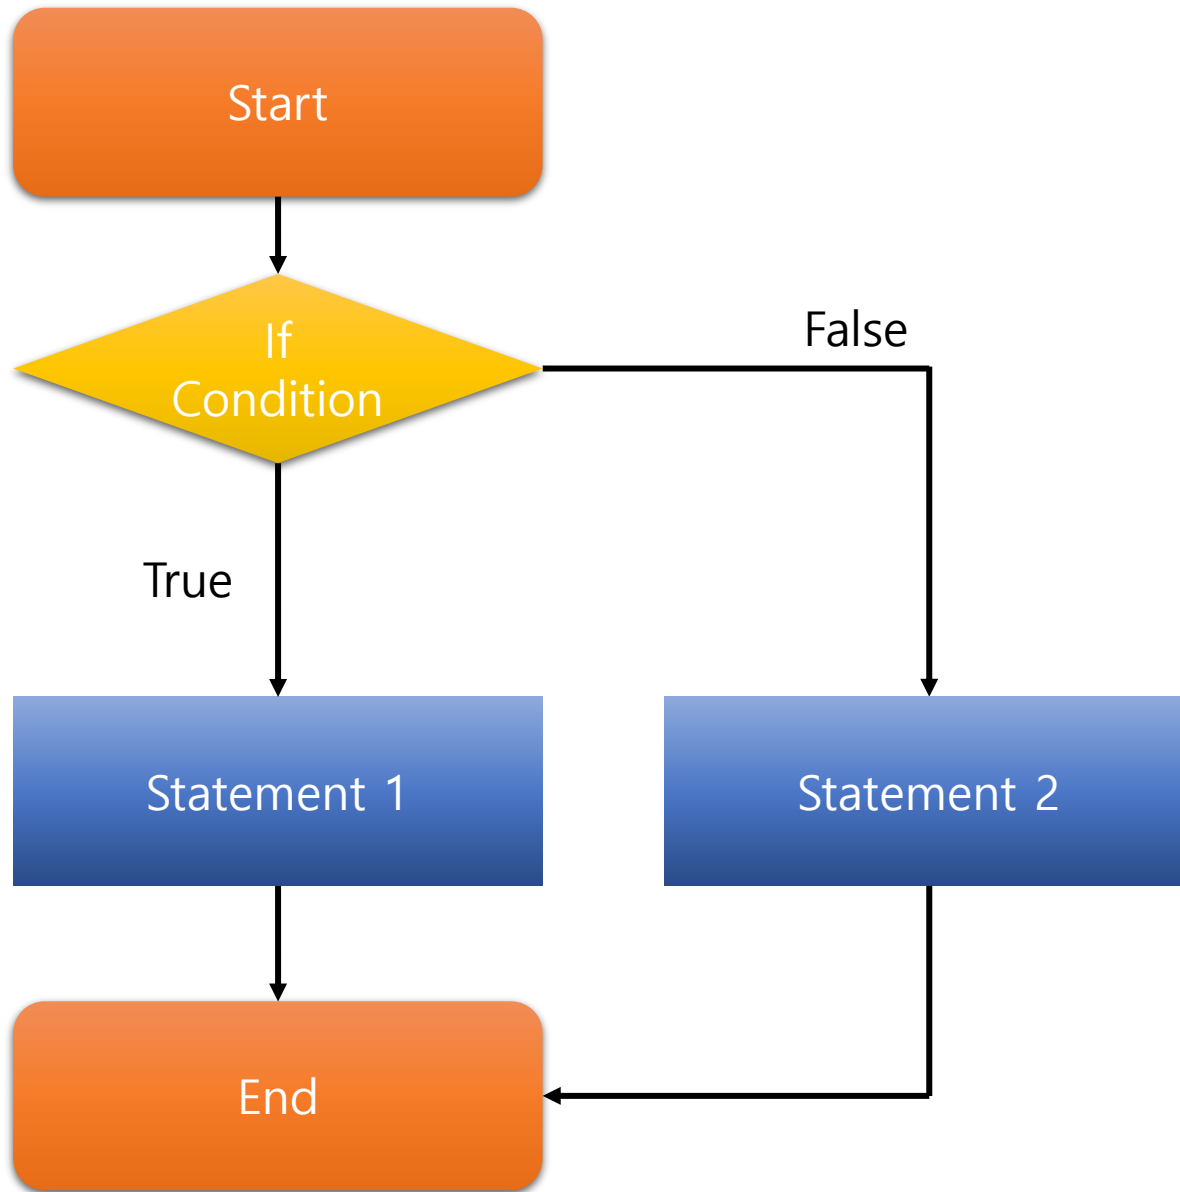 Start
If
Condition
False
True
Statement 1
Statement 2
End